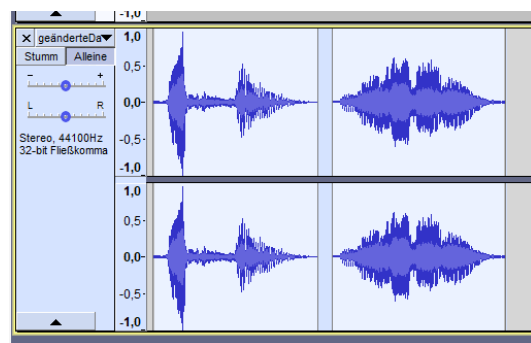 -1,0
× geänderteDa▼
Stumm Alleine
- +
L R
Stereo, 44100Hz
32-bit Fließkomma
1,0
0,5-
0,0-
-0,5-
-1,0
1,0
0,5-
0,0-
-0,5-
-1,0